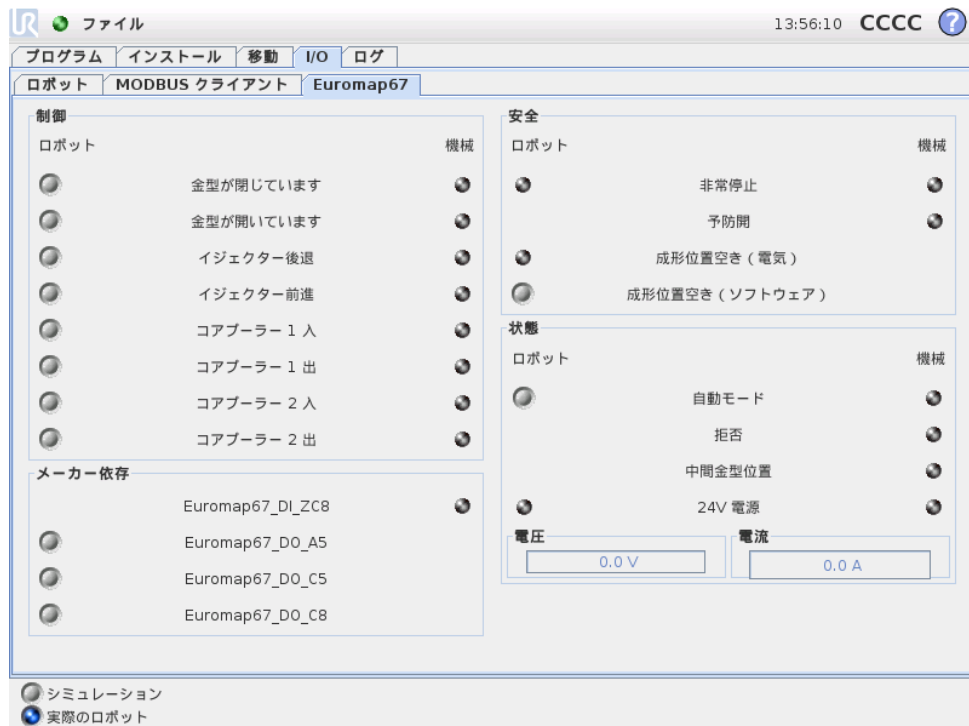 UR ファイル 13:56:10 CCCC ?
プログラム インストール 移動 I/O ログ
ロボット MODBUS クライアント Euromap67
制御
ロボット 機械
金型が閉じています
金型が開いています
イジェクター後退
イジェクター前進
コアプーラー 1 入
コアプーラー 1 出
コアプーラー 2 入
コアプーラー 2 出
メーカー依存
Euromap67_DI_ZC8
Euromap67_DO_A5
Euromap67_DO_C5
Euromap67_DO_C8
安全
ロボット 機械
非常停止
予防開
成形位置空き ( 電気 )
成形位置空き ( ソフトウェア )
状態
ロボット 機械
自動モード
拒否
中間金型位置
24V 電源
電圧 電流
0.0 V 0.0 A
シミュレーション
実際のロボット